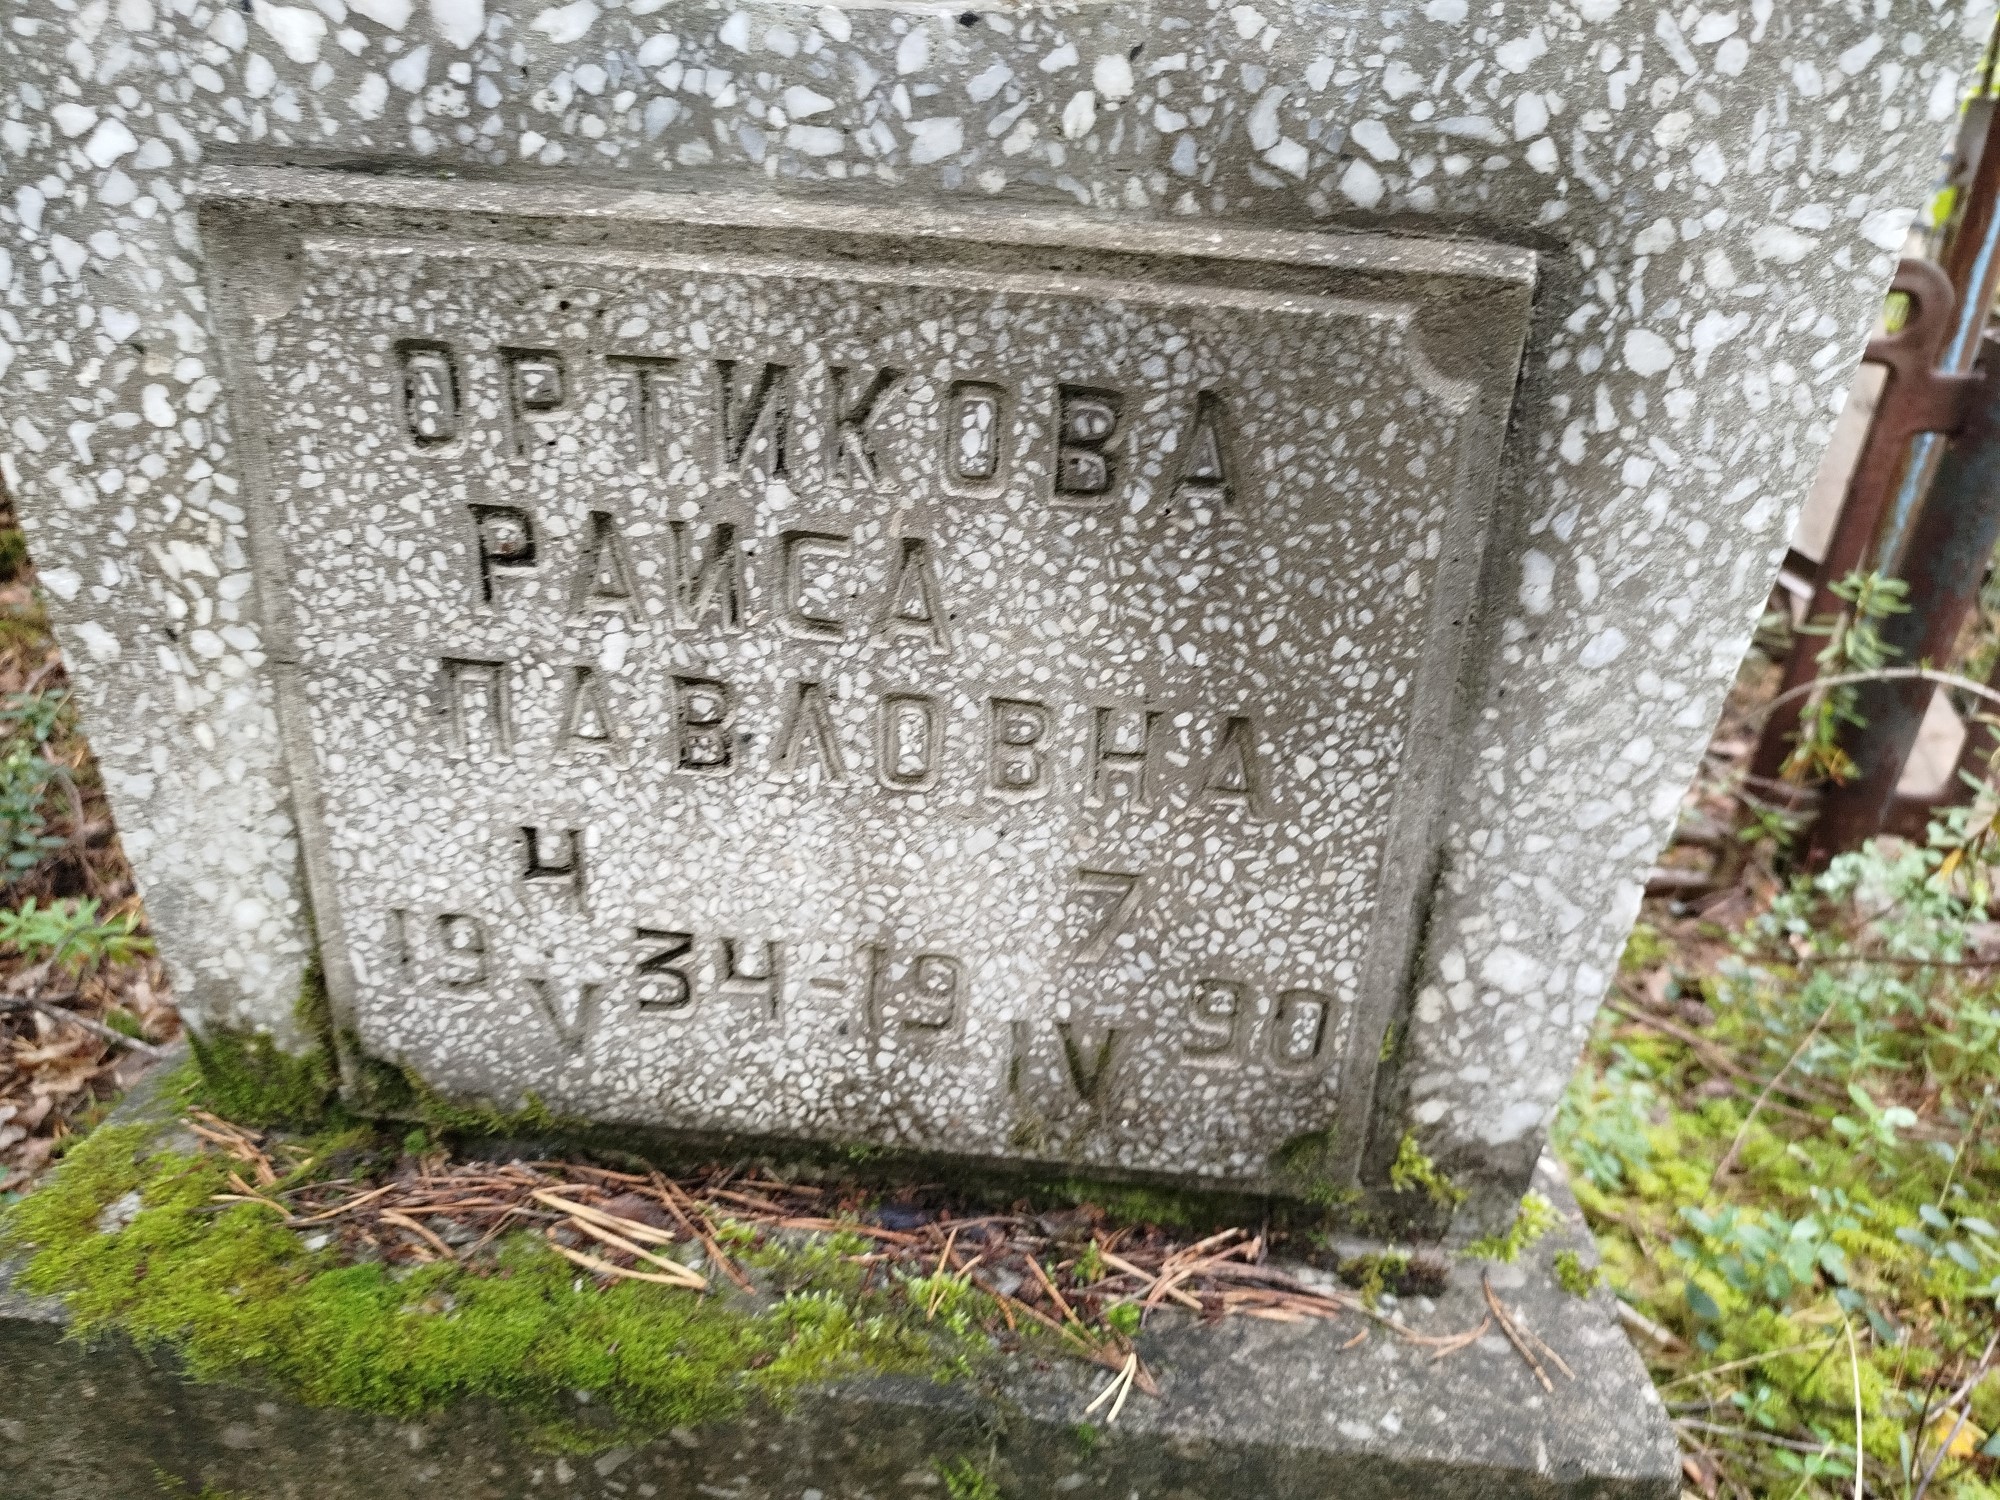 ОРТИКОВА
РАИСА
ПАВЛОВНА
4 7
19 34-19 90
V IV